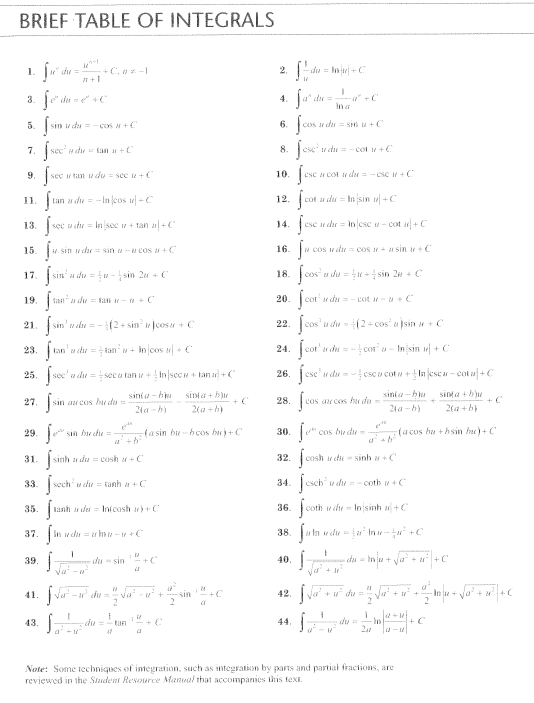 BRIEF TABLE OF INTEGRALS
1. ∫ uⁿ du = uⁿ⁺¹/(n + 1) + C, n ≠ −1
2. ∫ 1/u du = ln|u| + C
3. ∫ eᵘ du = eᵘ + C
4. ∫ aᵘ du = (1/ln a) aᵘ + C
5. ∫ sin u du = −cos u + C
6. ∫ cos u du = sin u + C
7. ∫ sec² u du = tan u + C
8. ∫ csc² u du = −cot u + C
9. ∫ sec u tan u du = sec u + C
10. ∫ csc u cot u du = −csc u + C
11. ∫ tan u du = −ln|cos u| + C
12. ∫ cot u du = ln|sin u| + C
13. ∫ sec u du = ln|sec u + tan u| + C
14. ∫ csc u du = ln|csc u − cot u| + C
15. ∫ u sin u du = sin u − u cos u + C
16. ∫ u cos u du = cos u + u sin u + C
17. ∫ sin² u du = ½u − ¼ sin 2u + C
18. ∫ cos² u du = ½u + ¼ sin 2u + C
19. ∫ tan² u du = tan u − u + C
20. ∫ cot² u du = −cot u − u + C
21. ∫ sin³ u du = −⅓(2 + sin² u)cos u + C
22. ∫ cos³ u du = ⅓(2 + cos² u)sin u + C
23. ∫ tan³ u du = ½ tan² u + ln|cos u| + C
24. ∫ cot³ u du = −½ cot² u − ln|sin u| + C
25. ∫ sec³ u du = ½ sec u tan u + ½ ln|sec u + tan u| + C
26. ∫ csc³ u du = −½ csc u cot u + ½ ln|csc u − cot u| + C
27. ∫ sin au cos bu du = sin(a − b)u/2(a − b) − sin(a + b)u/2(a + b) + C
28. ∫ cos au cos bu du = sin(a − b)u/2(a − b) + sin(a + b)u/2(a + b) + C
29. ∫ eᵃᵘ sin bu du = eᵃᵘ/(a² + b²) (a sin bu − b cos bu) + C
30. ∫ eᵃᵘ cos bu du = eᵃᵘ/(a² + b²) (a cos bu + b sin bu) + C
31. ∫ sinh u du = cosh u + C
32. ∫ cosh u du = sinh u + C
33. ∫ sech² u du = tanh u + C
34. ∫ csch² u du = −coth u + C
35. ∫ tanh u du = ln(cosh u) + C
36. ∫ coth u du = ln|sinh u| + C
37. ∫ ln u du = u ln u − u + C
38. ∫ u ln u du = ½u² ln u − ¼u² + C
39. ∫ 1/√(a² − u²) du = sin⁻¹ u/a + C
40. ∫ 1/√(a² + u²) du = ln|u + √(a² + u²)| + C
41. ∫ √(a² − u²) du = u/2 √(a² − u²) + a²/2 sin⁻¹ u/a + C
42. ∫ √(a² + u²) du = u/2 √(a² + u²) + a²/2 ln|u + √(a² + u²)| + C
43. ∫ 1/(a² + u²) du = 1/a tan⁻¹ u/a + C
44. ∫ 1/(a² − u²) du = 1/2a ln|(a + u)/(a − u)| + C
Note: Some techniques of integration, such as integration by parts and partial fractions, are
reviewed in the Student Resource Manual that accompanies this text.